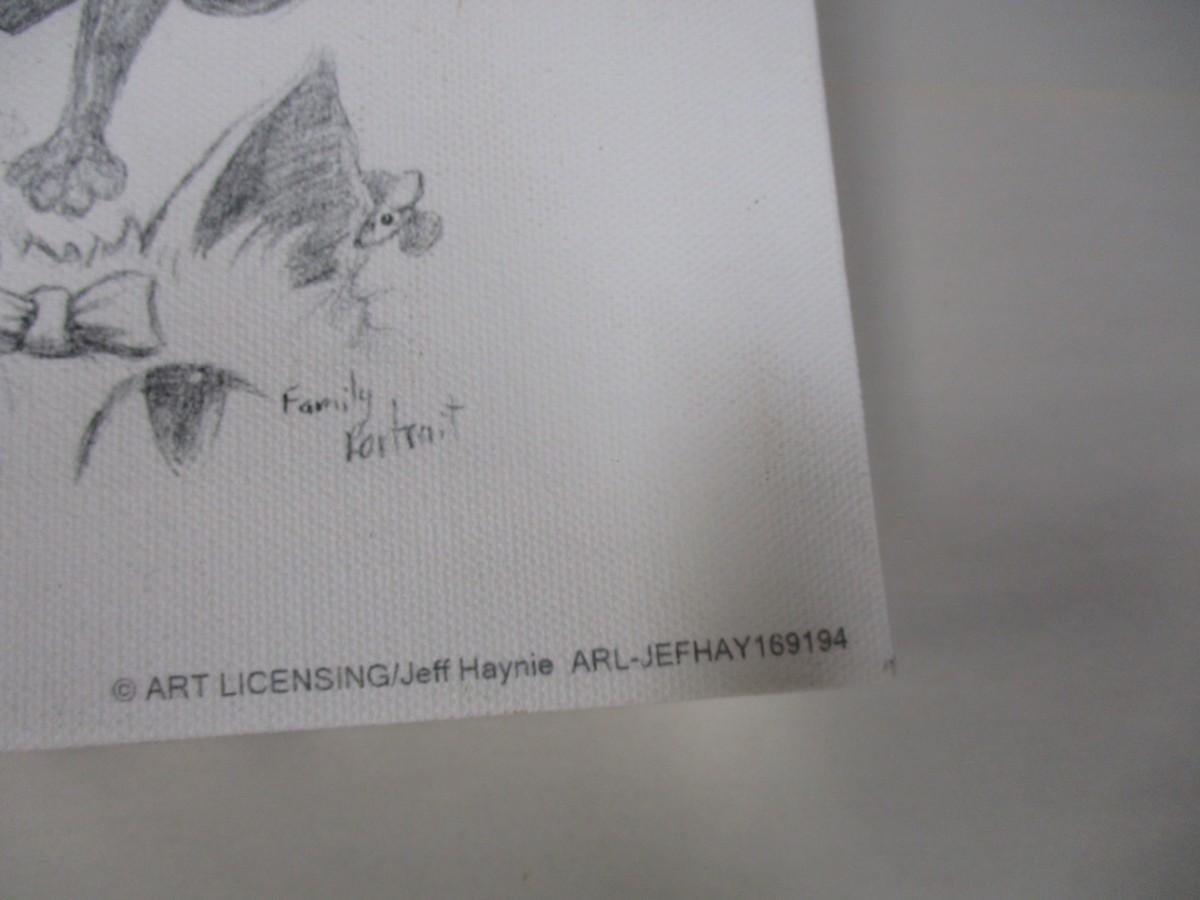 Family
Portrait
© ART LICENSING/Jeff Haynie ARL-JEFHAY169194